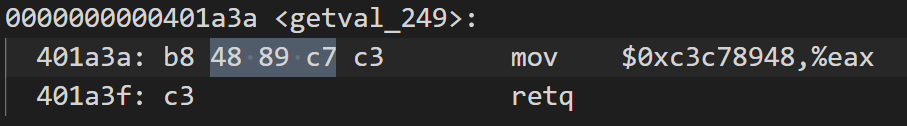 0000000000401a3a <getval_249>:
401a3a: b8 48 89 c7 c3 mov $0xc3c78948,%eax
401a3f: c3 retq